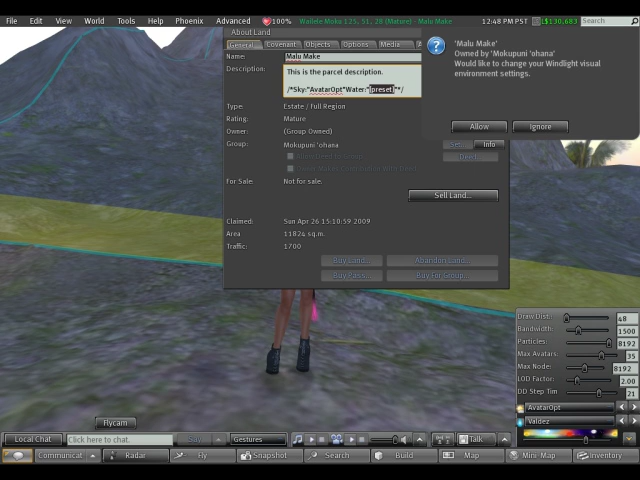 File Edit View World Tools Help Phoenix Advanced 100% Wailele Moku 125, 51, 28 (Mature) - Malu Make 12:48 PM PST L$130,683 Search
About Land
General Covenant Objects Options Media
Name: Malu Make
Description: This is the parcel description.
/*Sky:"AvatarOpt"Water:"[preset]"*/
Type: Estate / Full Region
Rating: Mature
Owner: (Group Owned)
Group: Mokupuni 'ohana Set... Info
Deed...
For Sale: Not for sale.
Sell Land...
Claimed: Sun Apr 26 15:10:59 2009
Area 11824 sq.m.
Traffic: 1700
Buy Land... Abandon Land...
Buy Pass... Buy For Group...
'Malu Make'
Owned by 'Mokupuni 'ohana'
Would like to change your Windlight visual
environment settings.
Allow Ignore
Draw Dist: 48
Bandwidth: 1500
Particles: 8192
Max Avatars: 35
Max Node: 8192
LOD Factor: 2.00
DD Step Tim 21
AvatarOpt
Valdez
Flycam
Local Chat Click here to chat. Say Gestures Talk
Communicat Radar Fly Snapshot Search Build Map Mini-Map Inventory